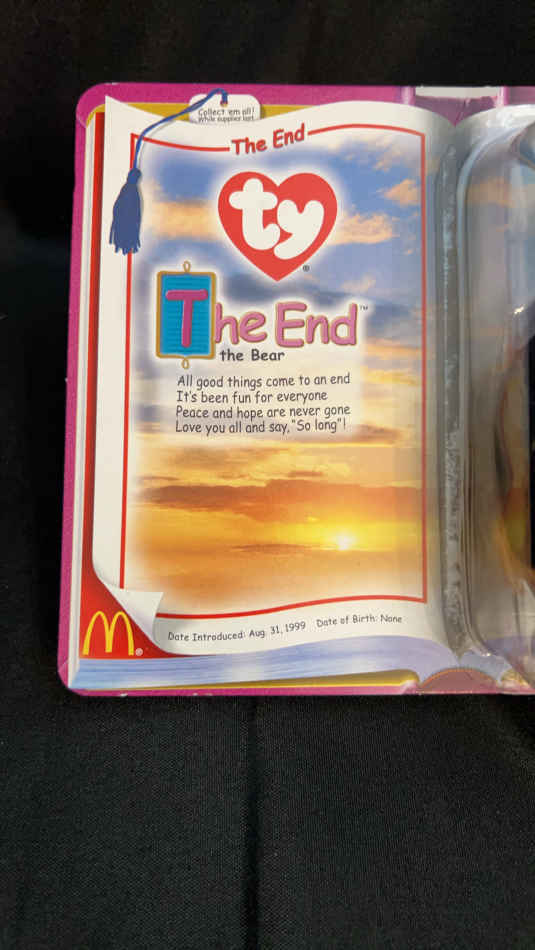 Collect 'em all!
While supplies last
The End
ty
®
The End™
the Bear
All good things come to an end
It's been fun for everyone
Peace and hope are never gone
Love you all and say, "So long"!
Date Introduced: Aug. 31, 1999 Date of Birth: None
M®